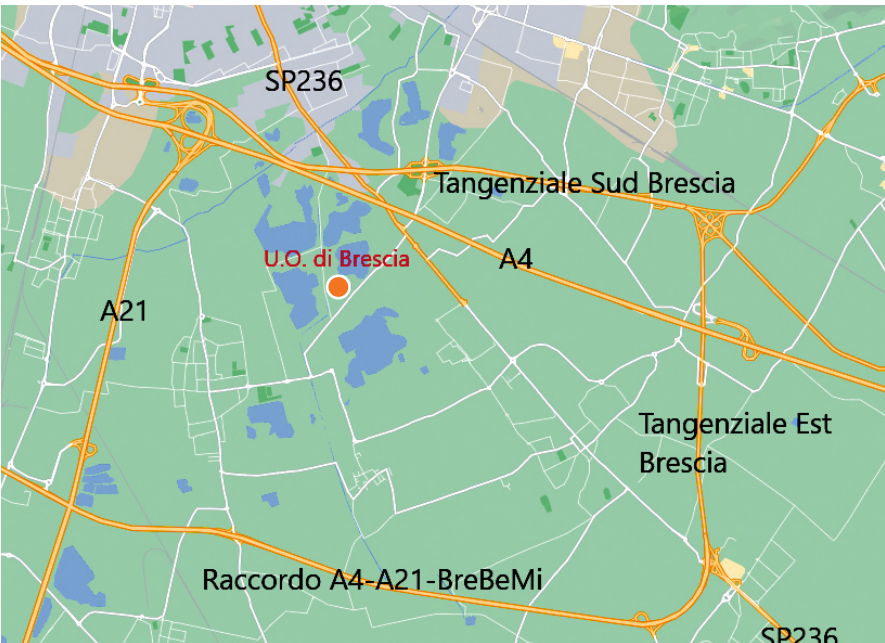 SP236
Tangenziale Sud Brescia
U.O. di Brescia
A4
A21
Tangenziale Est
Brescia
Raccordo A4-A21-BreBeMi
SP236